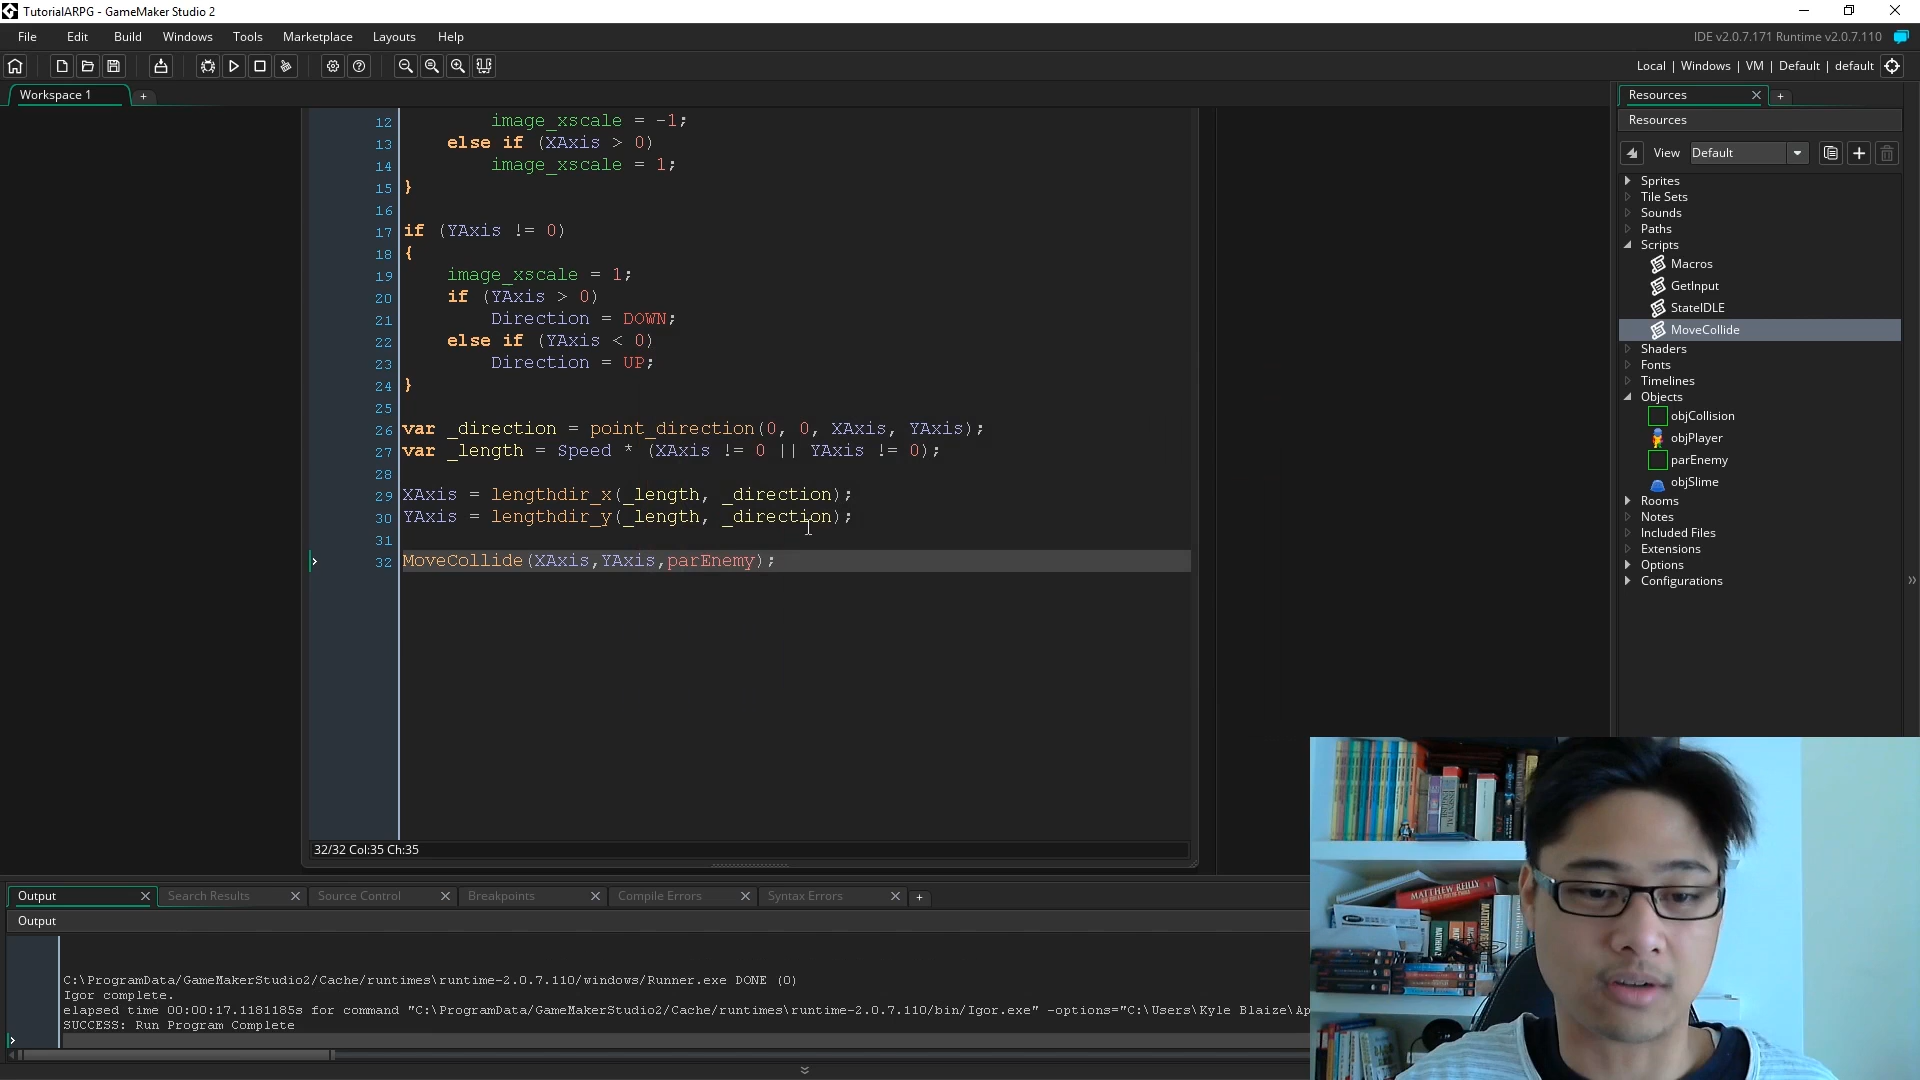 TutorialARPG - GameMaker Studio 2
File Edit Build Windows Tools Marketplace Layouts Help
IDE v2.0.7.171 Runtime v2.0.7.110
Local | Windows | VM | Default | default
Workspace 1
Resources
Resources
View Default
Sprites
Tile Sets
Sounds
Paths
Scripts
Macros
GetInput
StateIDLE
MoveCollide
Shaders
Fonts
Timelines
Objects
objCollision
objPlayer
parEnemy
objSlime
Rooms
Notes
Included Files
Extensions
Options
Configurations
12 image_xscale = -1;
13 else if (XAxis > 0)
14 image_xscale = 1;
15 }
16
17 if (YAxis != 0)
18 {
19 image_xscale = 1;
20 if (YAxis > 0)
21 Direction = DOWN;
22 else if (YAxis < 0)
23 Direction = UP;
24 }
25
26 var _direction = point_direction(0, 0, XAxis, YAxis);
27 var _length = Speed * (XAxis != 0 || YAxis != 0);
28
29 XAxis = lengthdir_x(_length, _direction);
30 YAxis = lengthdir_y(_length, _direction);
31
32 MoveCollide(XAxis,YAxis,parEnemy);
32/32 Col:35 Ch:35
Output Search Results Source Control Breakpoints Compile Errors Syntax Errors
Output
C:\ProgramData/GameMakerStudio2/Cache/runtimes\runtime-2.0.7.110/windows/Runner.exe DONE (0)
Igor complete.
elapsed time 00:00:17.1181185s for command "C:\ProgramData/GameMakerStudio2/Cache/runtimes\runtime-2.0.7.110/bin/Igor.exe" -options="C:\Users\Kyle Blaize\Ap
SUCCESS: Run Program Complete
MATTHEW REILLY